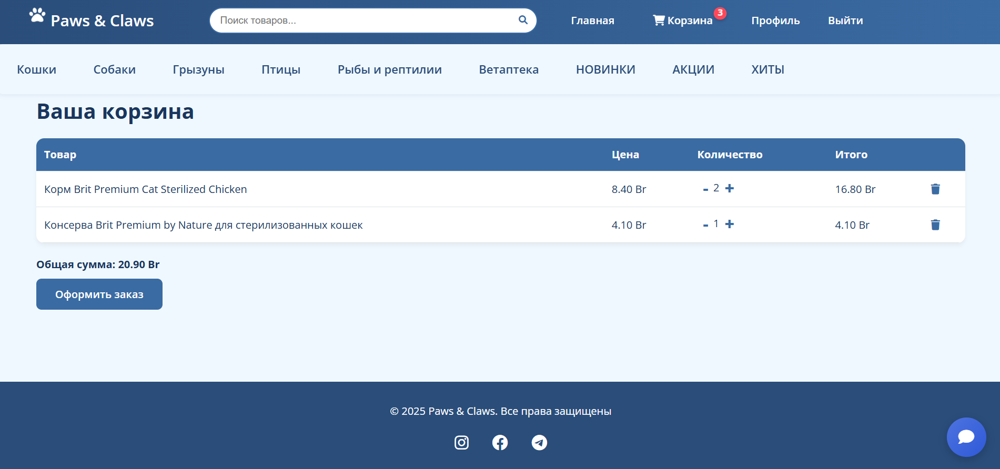 Paws & Claws
Поиск товаров...
Главная
Корзина
3
Профиль
Выйти
Кошки
Собаки
Грызуны
Птицы
Рыбы и рептилии
Ветаптека
НОВИНКИ
АКЦИИ
ХИТЫ
Ваша корзина
Товар Цена Количество Итого
Корм Brit Premium Cat Sterilized Chicken 8.40 Br - 2 + 16.80 Br
Консерва Brit Premium by Nature для стерилизованных кошек 4.10 Br - 1 + 4.10 Br
Общая сумма: 20.90 Br
Оформить заказ
© 2025 Paws & Claws. Все права защищены